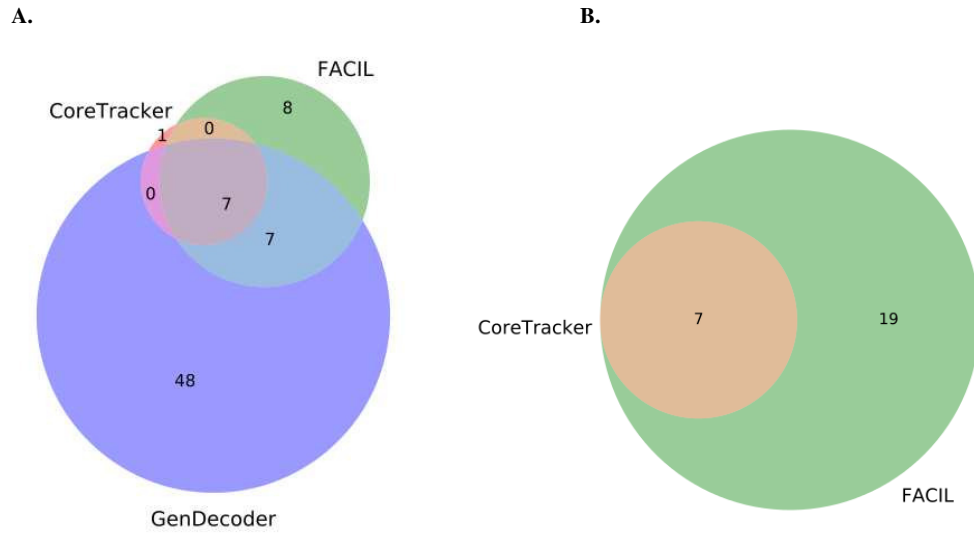 A.
B.
FACIL
CoreTracker
8
0
1
0
7
7
48
GenDecoder
7
19
CoreTracker
FACIL